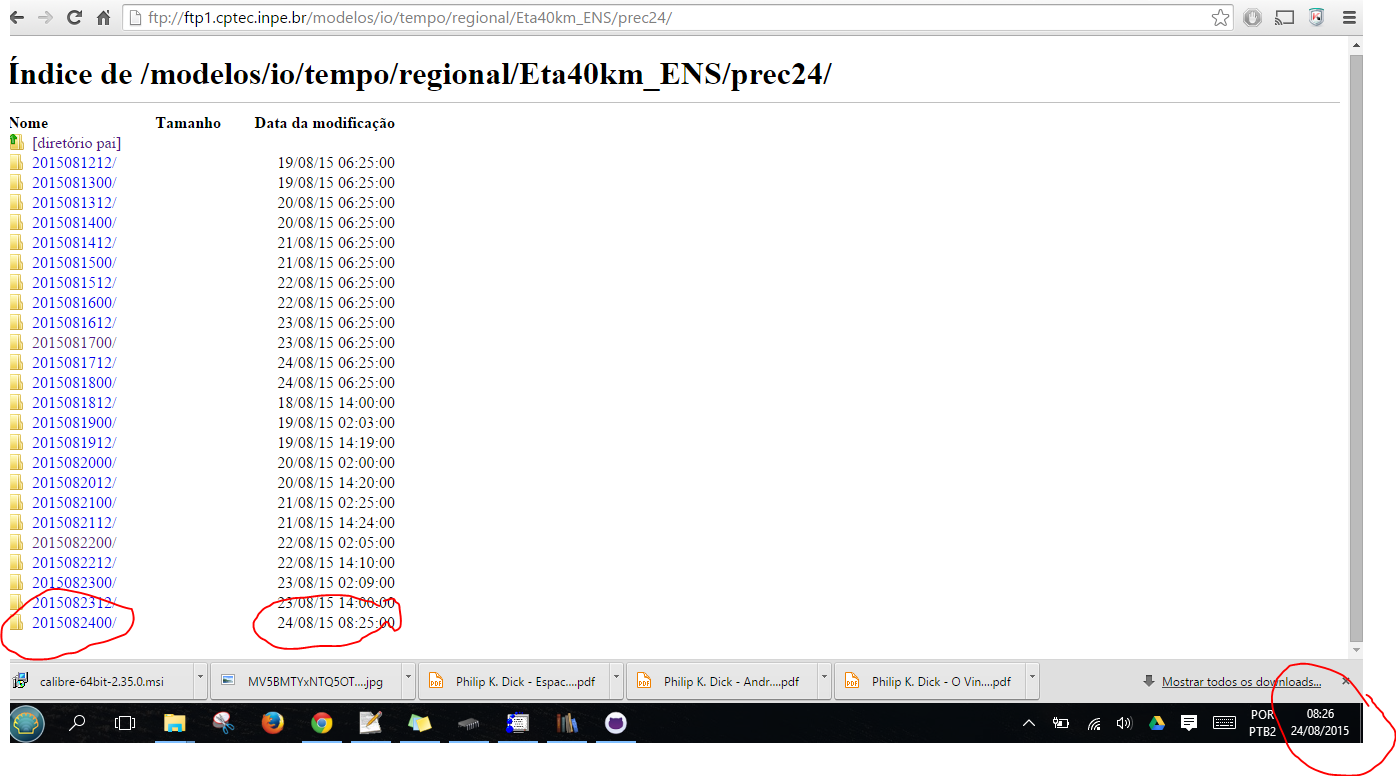 ftp://ftp1.cptec.inpe.br/modelos/io/tempo/regional/Eta40km_ENS/prec24/
Índice de /modelos/io/tempo/regional/Eta40km_ENS/prec24/
Nome Tamanho Data da modificação
[diretório pai]
2015081212/ 19/08/15 06:25:00
2015081300/ 19/08/15 06:25:00
2015081312/ 20/08/15 06:25:00
2015081400/ 20/08/15 06:25:00
2015081412/ 21/08/15 06:25:00
2015081500/ 21/08/15 06:25:00
2015081512/ 22/08/15 06:25:00
2015081600/ 22/08/15 06:25:00
2015081612/ 23/08/15 06:25:00
2015081700/ 23/08/15 06:25:00
2015081712/ 24/08/15 06:25:00
2015081800/ 24/08/15 06:25:00
2015081812/ 18/08/15 14:00:00
2015081900/ 19/08/15 02:03:00
2015081912/ 19/08/15 14:19:00
2015082000/ 20/08/15 02:00:00
2015082012/ 20/08/15 14:20:00
2015082100/ 21/08/15 02:25:00
2015082112/ 21/08/15 14:24:00
2015082200/ 22/08/15 02:05:00
2015082212/ 22/08/15 14:10:00
2015082300/ 23/08/15 02:09:00
2015082312/ 23/08/15 14:00:00
2015082400/ 24/08/15 08:25:00
calibre-64bit-2.35.0.msi MV5BMTYxNTQ5OT....jpg Philip K. Dick - Espac....pdf Philip K. Dick - Andr....pdf Philip K. Dick - O Vin....pdf Mostrar todos os downloads...
POR 08:26
PTB2 24/08/2015